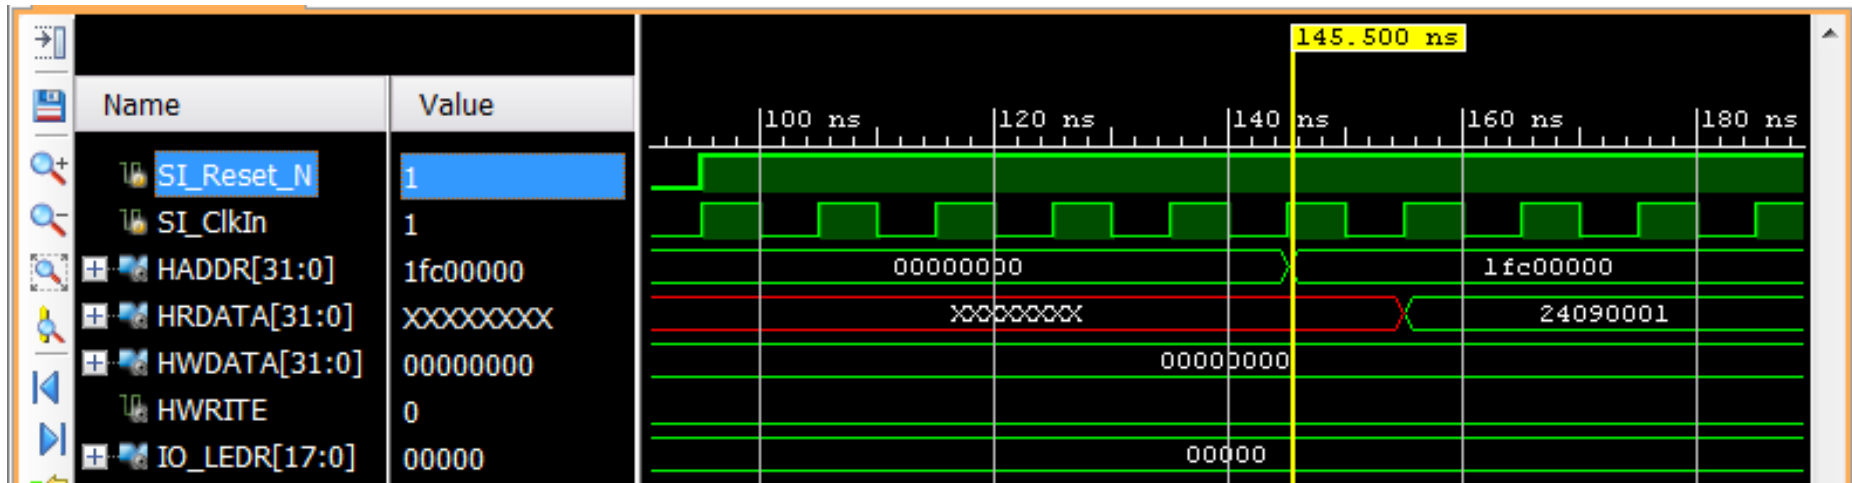 145.500 ns
Name Value
100 ns 120 ns 140 ns 160 ns 180 ns
SI_Reset_N 1
SI_ClkIn 1
HADDR[31:0] 1fc00000 00000000 1fc00000
HRDATA[31:0] XXXXXXXX XXXXXXXX 24090001
HWDATA[31:0] 00000000 00000000
HWRITE 0
IO_LEDR[17:0] 00000 00000